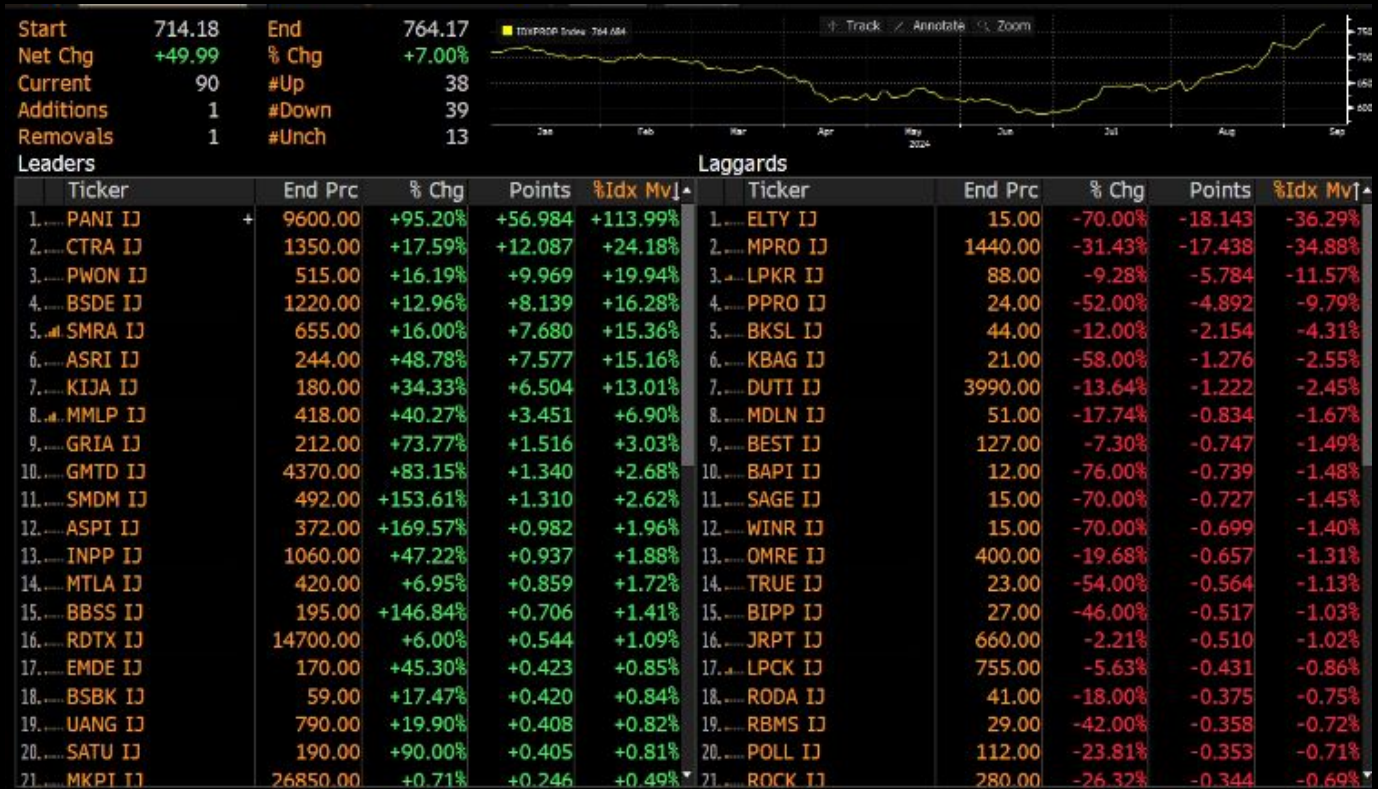 Start 714.18 End 764.17
Net Chg +49.99 % Chg +7.00%
Current 90 #Up 38
Additions 1 #Down 39
Removals 1 #Unch 13
IDXPROP Index 764.684
Track Annotate Zoom
750
700
650
600
Jan Feb Mar Apr May Jun Jul Aug Sep
2024
Leaders
Ticker End Prc % Chg Points %Idx Mv↓
1. PANI IJ + 9600.00 +95.20% +56.984 +113.99%
2. CTRA IJ 1350.00 +17.59% +12.087 +24.18%
3. PWON IJ 515.00 +16.19% +9.969 +19.94%
4. BSDE IJ 1220.00 +12.96% +8.139 +16.28%
5. SMRA IJ 655.00 +16.00% +7.680 +15.36%
6. ASRI IJ 244.00 +48.78% +7.577 +15.16%
7. KIJA IJ 180.00 +34.33% +6.504 +13.01%
8. MMLP IJ 418.00 +40.27% +3.451 +6.90%
9. GRIA IJ 212.00 +73.77% +1.516 +3.03%
10. GMTD IJ 4370.00 +83.15% +1.340 +2.68%
11. SMDM IJ 492.00 +153.61% +1.310 +2.62%
12. ASPI IJ 372.00 +169.57% +0.982 +1.96%
13. INPP IJ 1060.00 +47.22% +0.937 +1.88%
14. MTLA IJ 420.00 +6.95% +0.859 +1.72%
15. BBSS IJ 195.00 +146.84% +0.706 +1.41%
16. RDTX IJ 14700.00 +6.00% +0.544 +1.09%
17. EMDE IJ 170.00 +45.30% +0.423 +0.85%
18. BSBK IJ 59.00 +17.47% +0.420 +0.84%
19. UANG IJ 790.00 +19.90% +0.408 +0.82%
20. SATU IJ 190.00 +90.00% +0.405 +0.81%
21. MKPI IJ 26850.00 +0.71% +0.246 +0.49%
Laggards
Ticker End Prc % Chg Points %Idx Mv↑
1. ELTY IJ 15.00 -70.00% -18.143 -36.29%
2. MPRO IJ 1440.00 -31.43% -17.438 -34.88%
3. LPKR IJ 88.00 -9.28% -5.784 -11.57%
4. PPRO IJ 24.00 -52.00% -4.892 -9.79%
5. BKSL IJ 44.00 -12.00% -2.154 -4.31%
6. KBAG IJ 21.00 -58.00% -1.276 -2.55%
7. DUTI IJ 3990.00 -13.64% -1.222 -2.45%
8. MDLN IJ 51.00 -17.74% -0.834 -1.67%
9. BEST IJ 127.00 -7.30% -0.747 -1.49%
10. BAPI IJ 12.00 -76.00% -0.739 -1.48%
11. SAGE IJ 15.00 -70.00% -0.727 -1.45%
12. WINR IJ 15.00 -70.00% -0.699 -1.40%
13. OMRE IJ 400.00 -19.68% -0.657 -1.31%
14. TRUE IJ 23.00 -54.00% -0.564 -1.13%
15. BIPP IJ 27.00 -46.00% -0.517 -1.03%
16. JRPT IJ 660.00 -2.21% -0.510 -1.02%
17. LPCK IJ 755.00 -5.63% -0.431 -0.86%
18. RODA IJ 41.00 -18.00% -0.375 -0.75%
19. RBMS IJ 29.00 -42.00% -0.358 -0.72%
20. POLL IJ 112.00 -23.81% -0.353 -0.71%
21. ROCK IJ 280.00 -26.32% -0.344 -0.69%